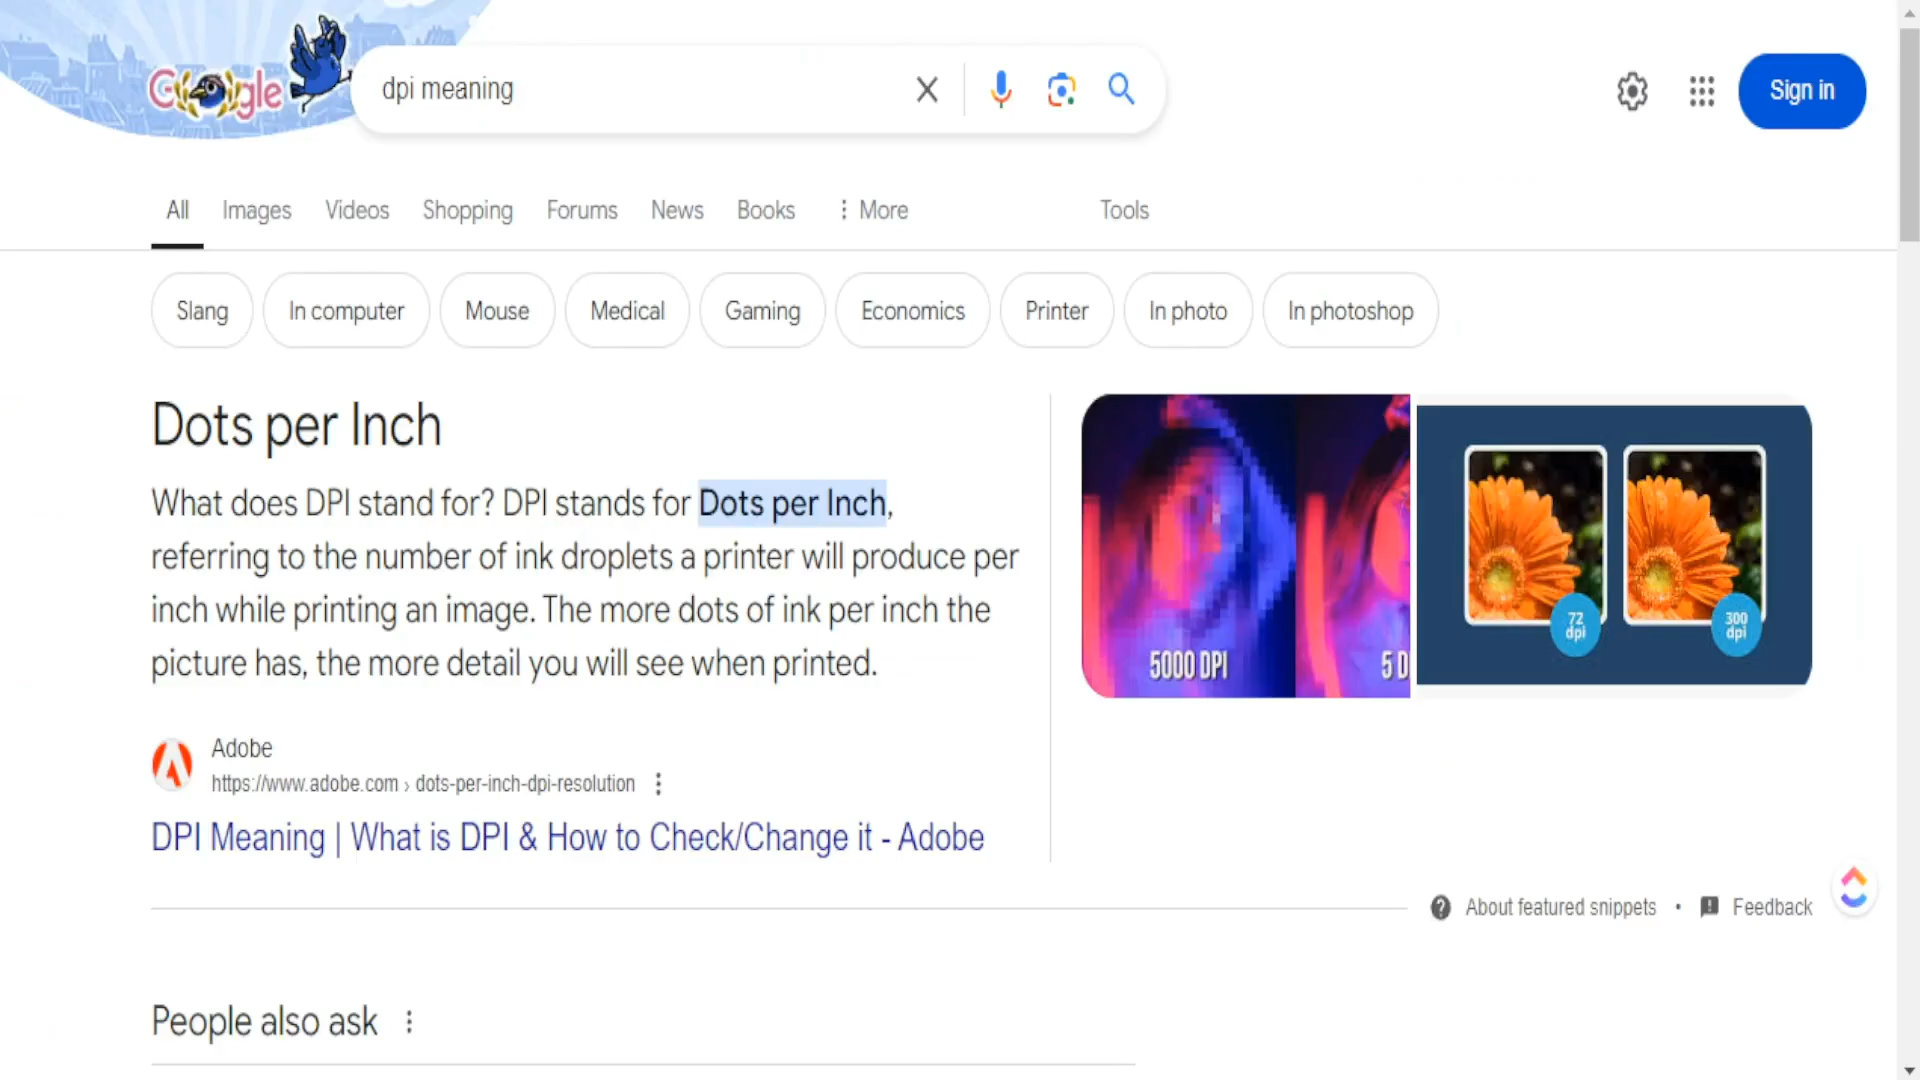 Google
dpi meaning
Sign in
All Images Videos Shopping Forums News Books More Tools
Slang In computer Mouse Medical Gaming Economics Printer In photo In photoshop
Dots per Inch
What does DPI stand for? DPI stands for Dots per Inch,
referring to the number of ink droplets a printer will produce per
inch while printing an image. The more dots of ink per inch the
picture has, the more detail you will see when printed.
5000 DPI
5 D
72
dpi
300
dpi
Adobe
https://www.adobe.com › dots-per-inch-dpi-resolution
DPI Meaning | What is DPI & How to Check/Change it - Adobe
About featured snippets • Feedback
People also ask